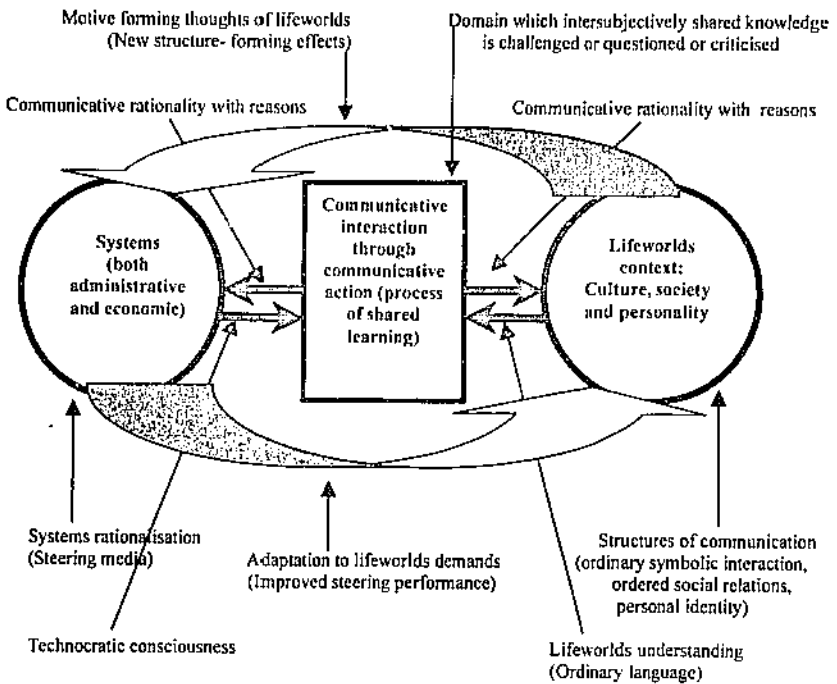 Motive forming thoughts of lifeworlds
(New structure- forming effects)
Domain which intersubjectively shared knowledge
is challenged or questioned or criticised
Communicative rationality with reasons
Communicative rationality with reasons
Systems
(both
administrative
and economic)
Communicative
interaction
through
communicative
action (process
of shared
learning)
Lifeworlds
context:
Culture, society
and personality
Systems rationalisation
(Steering media)
Adaptation to lifeworlds demands
(Improved steering performance)
Structures of communication
(ordinary symbolic interaction,
ordered social relations,
personal identity)
Technocratic consciousness
Lifeworlds understanding
(Ordinary language)